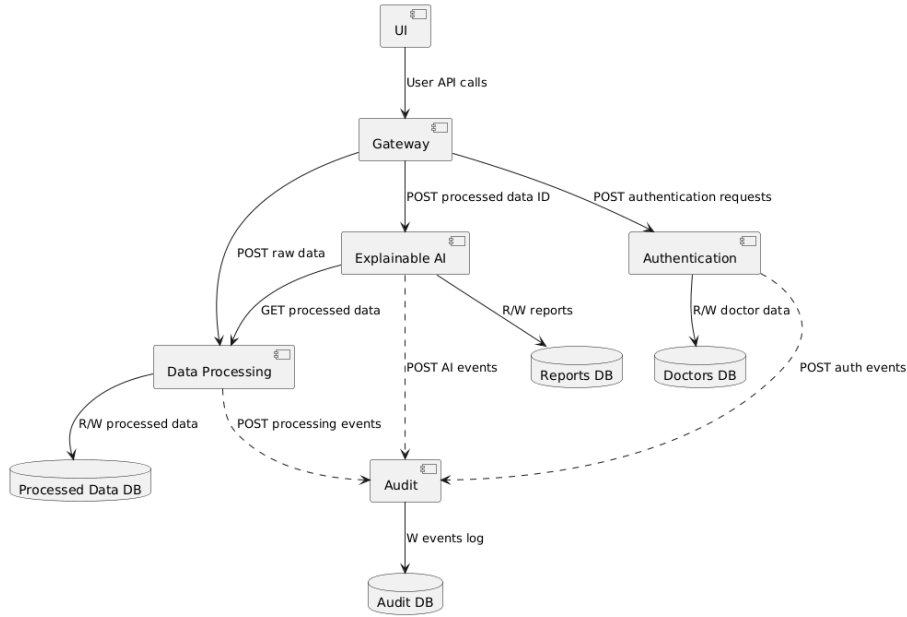 UI
User API calls
Gateway
POST processed data ID
POST authentication requests
POST raw data
Explainable AI
Authentication
GET processed data
R/W reports
R/W doctor data
Data Processing
POST AI events
Reports DB
Doctors DB
POST auth events
R/W processed data
POST processing events
Processed Data DB
Audit
W events log
Audit DB